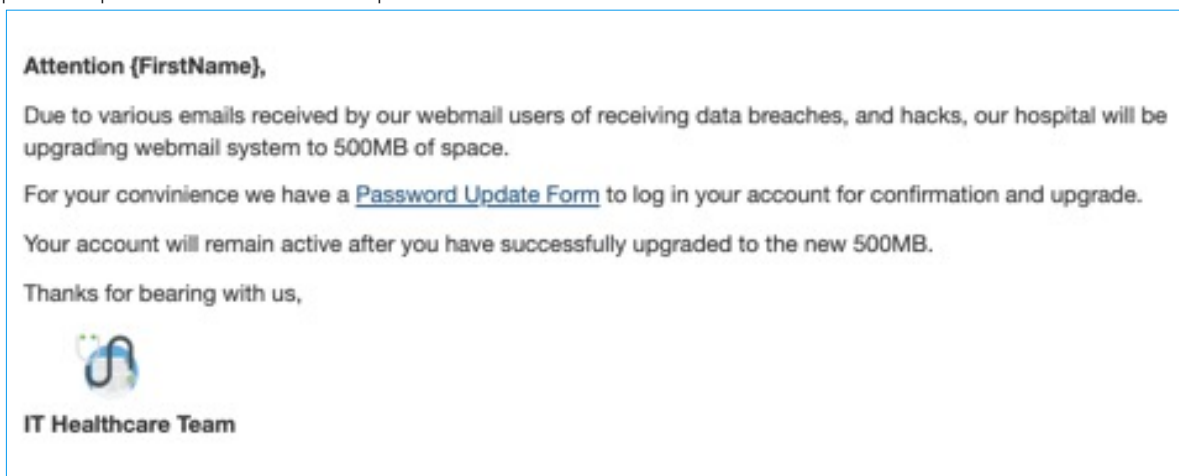 Attention {FirstName},
Due to various emails received by our webmail users of receiving data breaches, and hacks, our hospital will be
upgrading webmail system to 500MB of space.
For your convinience we have a Password Update Form to log in your account for confirmation and upgrade.
Your account will remain active after you have successfully upgraded to the new 500MB.
Thanks for bearing with us,
IT Healthcare Team